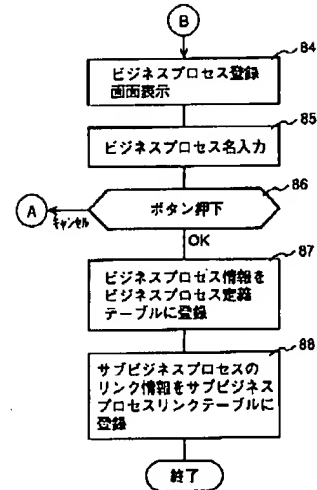 B
84
ビジネスプロセス登録
画面表示
85
ビジネスプロセス名入力
86
ボタン押下
A
キャンセル
OK
87
ビジネスプロセス情報を
ビジネスプロセス定義
テーブルに登録
88
サブビジネスプロセスの
リンク情報をサブビジネス
プロセスリンクテーブルに
登録
終了